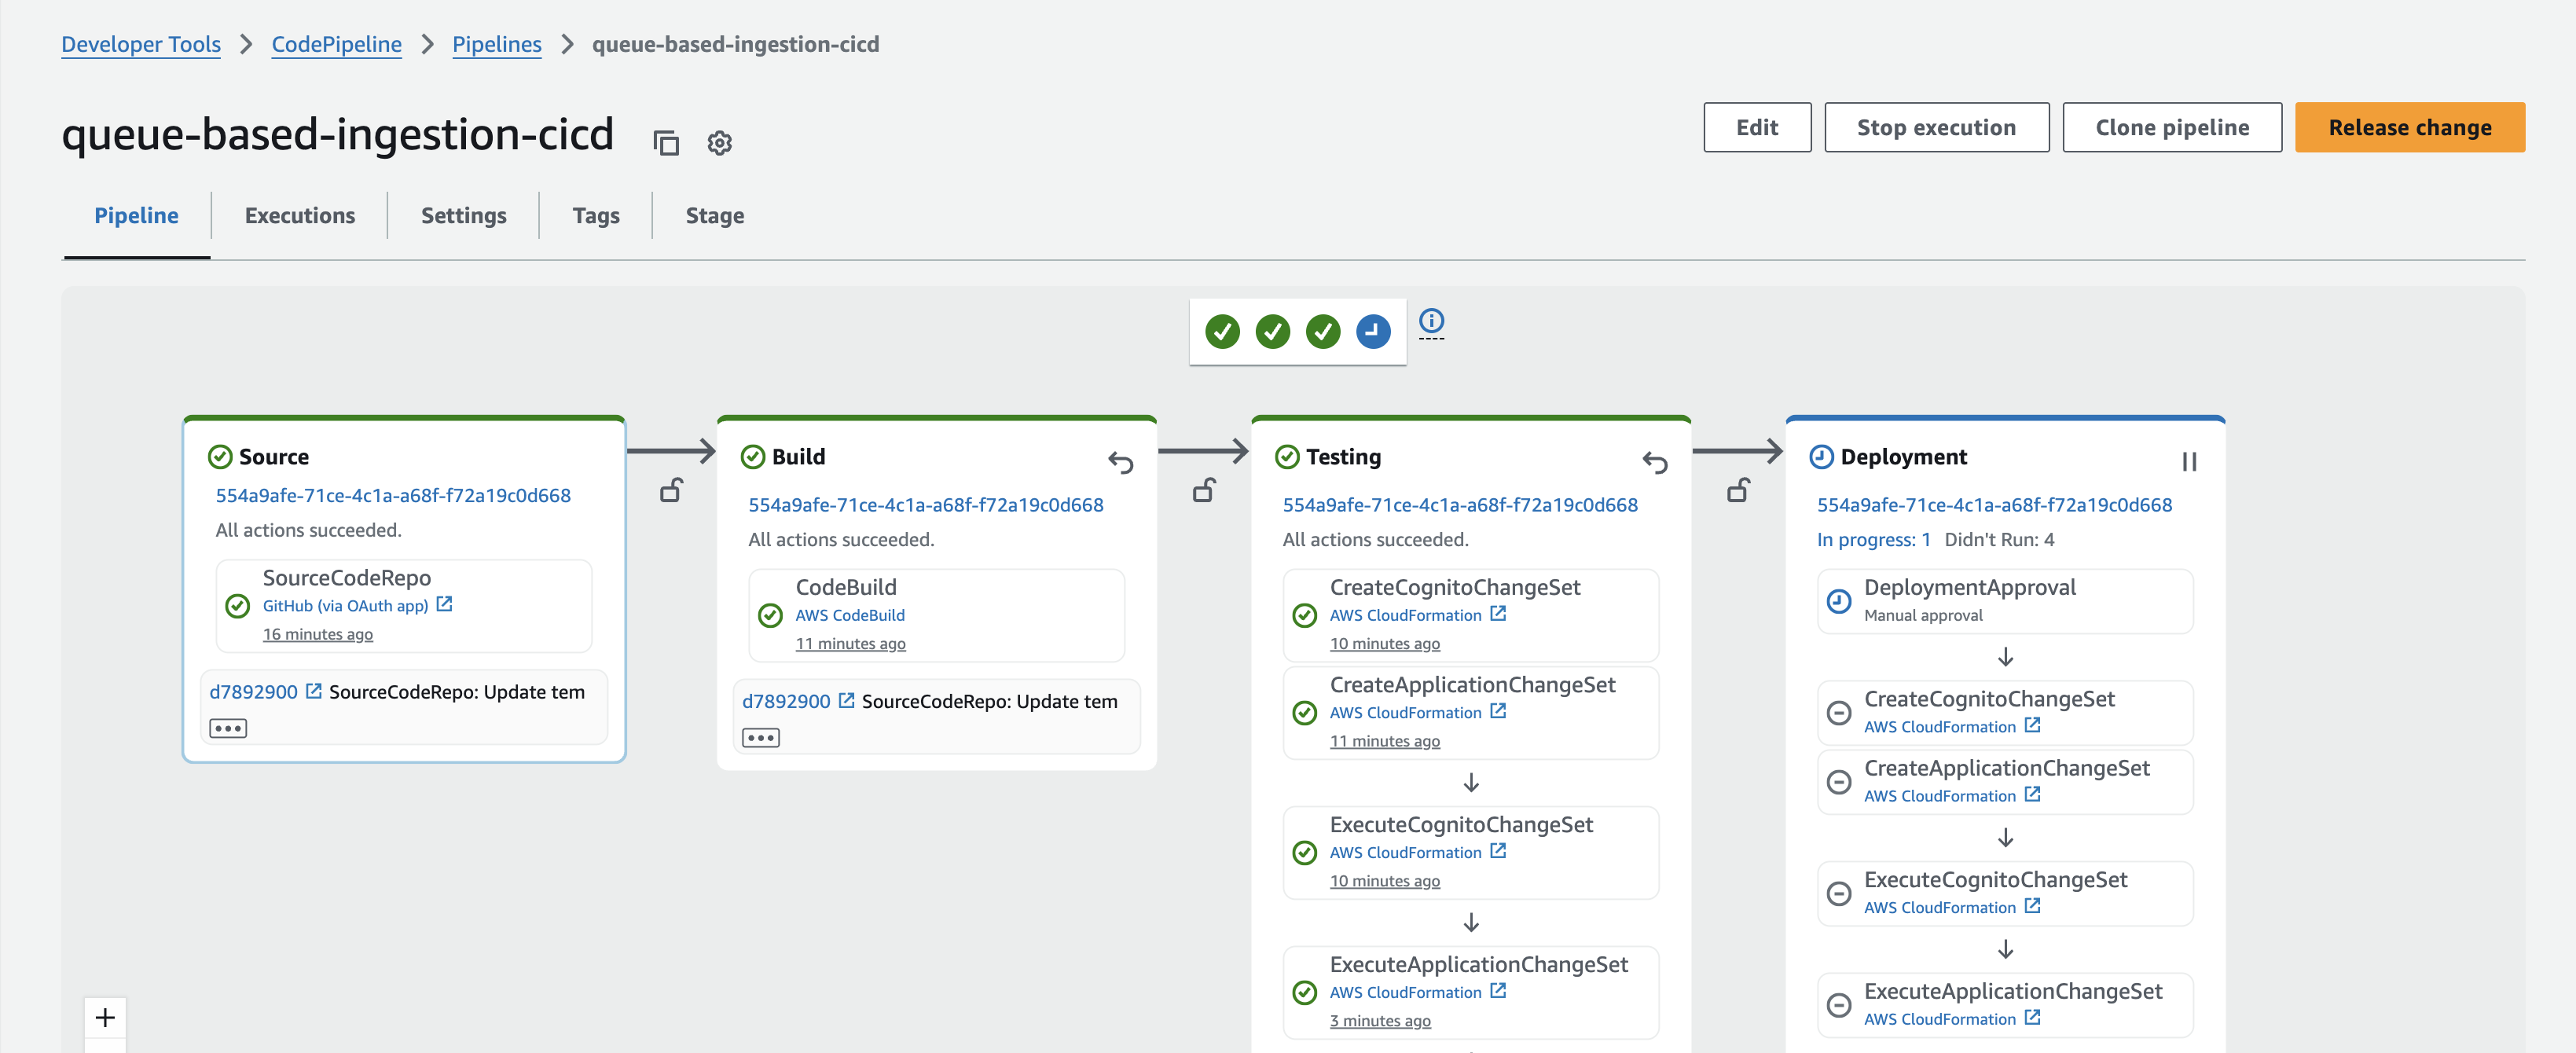 Developer Tools > CodePipeline > Pipelines > queue-based-ingestion-cicd
queue-based-ingestion-cicd
Edit
Stop execution
Clone pipeline
Release change
Pipeline
Executions
Settings
Tags
Stage
Source
554a9afe-71ce-4c1a-a68f-f72a19c0d668
All actions succeeded.
SourceCodeRepo
GitHub (via OAuth app)
16 minutes ago
d7892900 SourceCodeRepo: Update tem
Build
554a9afe-71ce-4c1a-a68f-f72a19c0d668
All actions succeeded.
CodeBuild
AWS CodeBuild
11 minutes ago
d7892900 SourceCodeRepo: Update tem
Testing
554a9afe-71ce-4c1a-a68f-f72a19c0d668
All actions succeeded.
CreateCognitoChangeSet
AWS CloudFormation
10 minutes ago
CreateApplicationChangeSet
AWS CloudFormation
11 minutes ago
ExecuteCognitoChangeSet
AWS CloudFormation
10 minutes ago
ExecuteApplicationChangeSet
AWS CloudFormation
3 minutes ago
Deployment
554a9afe-71ce-4c1a-a68f-f72a19c0d668
In progress: 1 Didn't Run: 4
DeploymentApproval
Manual approval
CreateCognitoChangeSet
AWS CloudFormation
CreateApplicationChangeSet
AWS CloudFormation
ExecuteCognitoChangeSet
AWS CloudFormation
ExecuteApplicationChangeSet
AWS CloudFormation